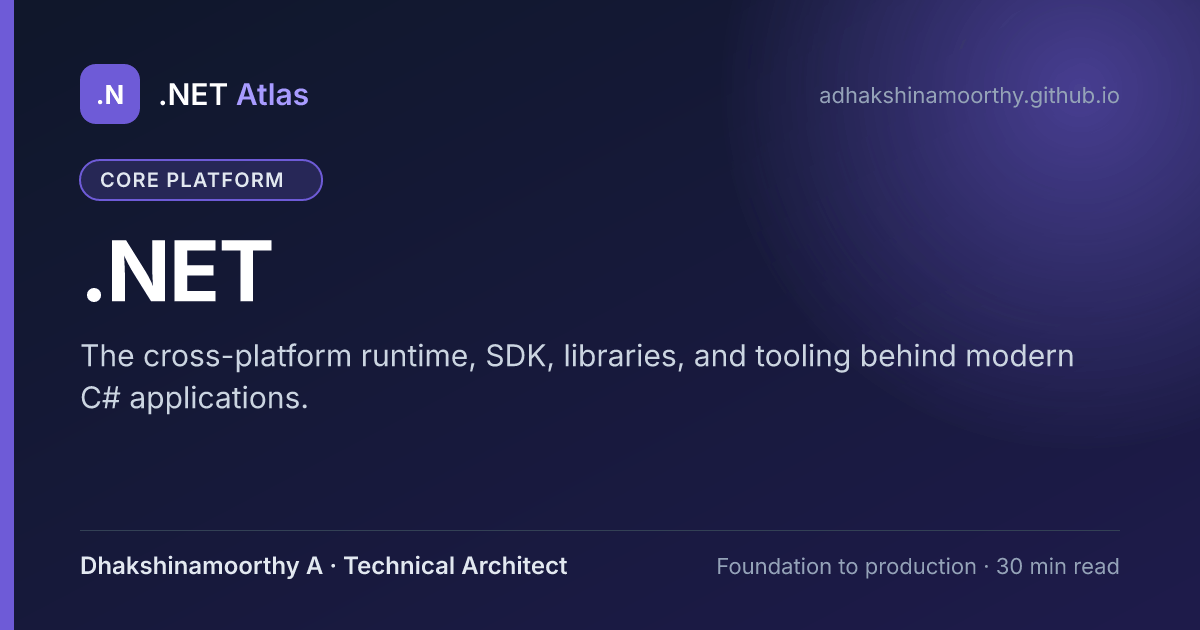 .N
.NET Atlas
adhakshinamoorthy.github.io
CORE PLATFORM
.NET
The cross-platform runtime, SDK, libraries, and tooling behind modern
C# applications.
Dhakshinamoorthy A · Technical Architect
Foundation to production · 30 min read